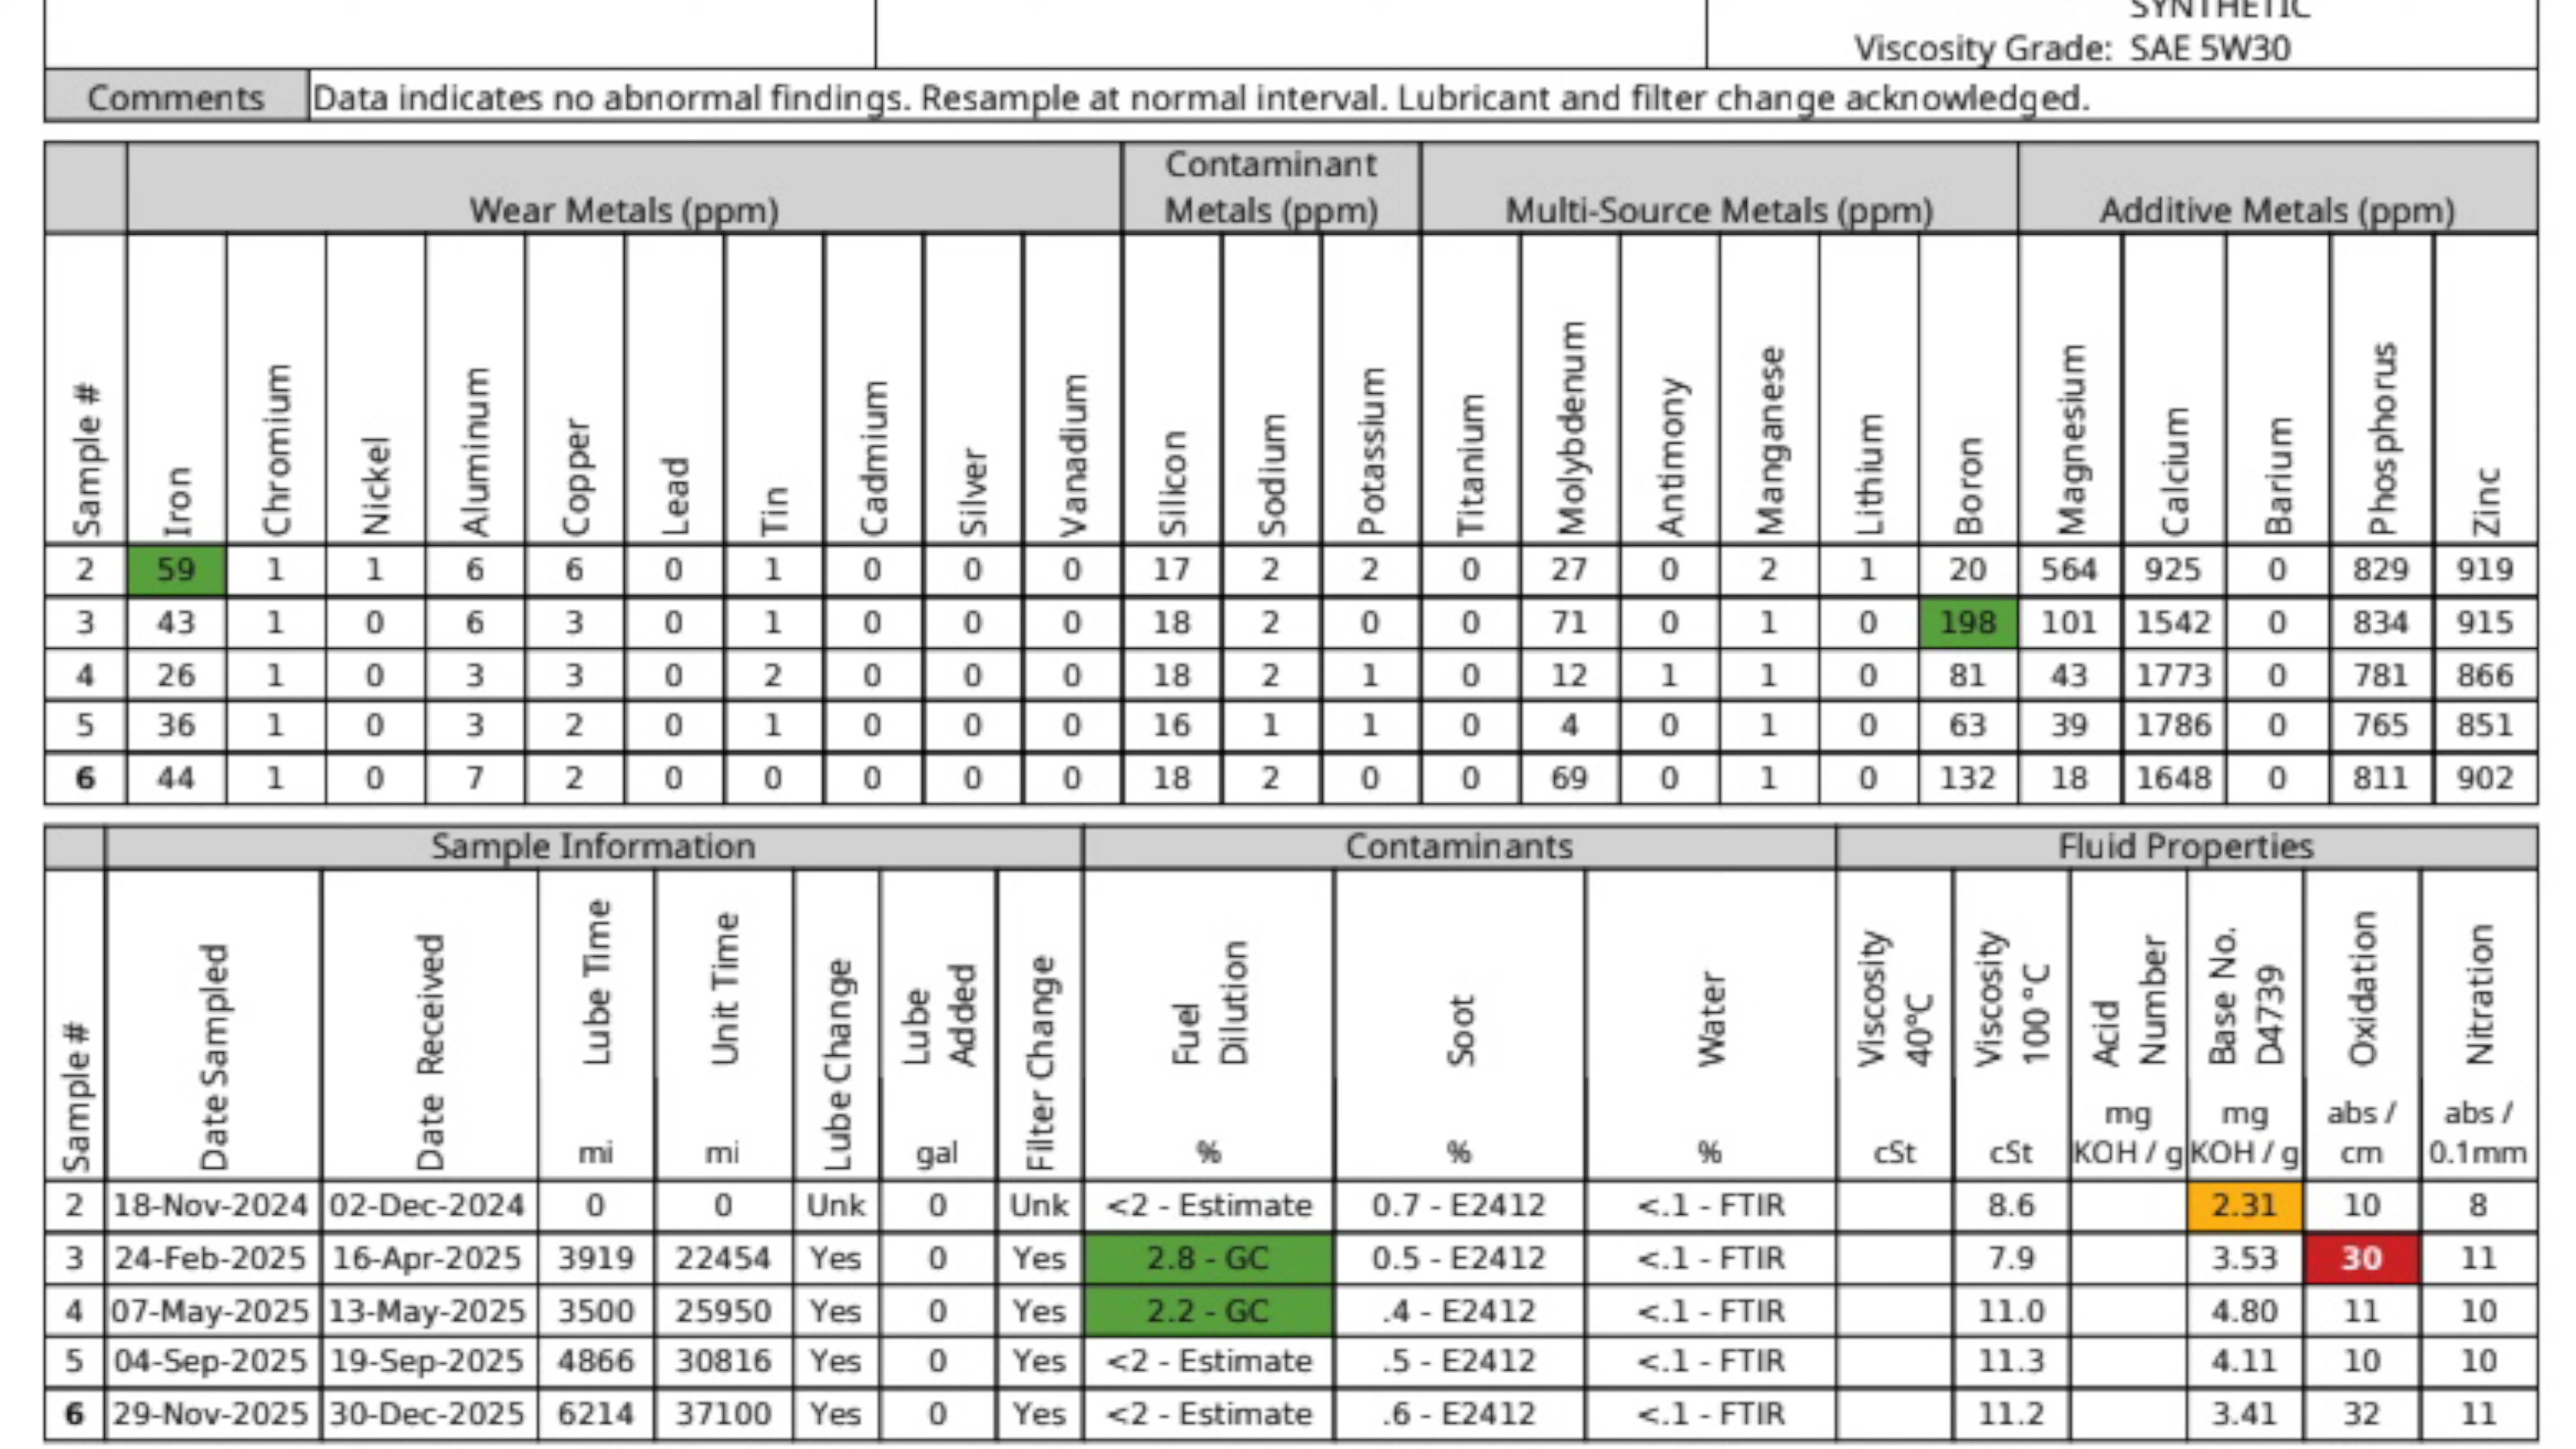 SYNTHETIC
Viscosity Grade: SAE 5W30
Comments Data indicates no abnormal findings. Resample at normal interval. Lubricant and filter change acknowledged.
Wear Metals (ppm) Contaminant Metals (ppm) Multi-Source Metals (ppm) Additive Metals (ppm)
Sample # Iron Chromium Nickel Aluminum Copper Lead Tin Cadmium Silver Vanadium Silicon Sodium Potassium Titanium Molybdenum Antimony Manganese Lithium Boron Magnesium Calcium Barium Phosphorus Zinc
2 59 1 1 6 6 0 1 0 0 0 17 2 2 0 27 0 2 1 20 564 925 0 829 919
3 43 1 0 6 3 0 1 0 0 0 18 2 0 0 71 0 1 0 198 101 1542 0 834 915
4 26 1 0 3 3 0 2 0 0 0 18 2 1 0 12 1 1 0 81 43 1773 0 781 866
5 36 1 0 3 2 0 1 0 0 0 16 1 1 0 4 0 1 0 63 39 1786 0 765 851
6 44 1 0 7 2 0 0 0 0 0 18 2 0 0 69 0 1 0 132 18 1648 0 811 902
Sample Information Contaminants Fluid Properties
Sample # Date Sampled Date Received Lube Time mi Unit Time mi Lube Change Lube Added gal Filter Change Fuel Dilution % Soot % Water % Viscosity 40°C cSt Viscosity 100 °C cSt Acid Number mg KOH / g Base No. D4739 mg KOH / g Oxidation abs / cm Nitration abs / 0.1mm
2 18-Nov-2024 02-Dec-2024 0 0 Unk 0 Unk <2 - Estimate 0.7 - E2412 <.1 - FTIR 8.6 2.31 10 8
3 24-Feb-2025 16-Apr-2025 3919 22454 Yes 0 Yes 2.8 - GC 0.5 - E2412 <.1 - FTIR 7.9 3.53 30 11
4 07-May-2025 13-May-2025 3500 25950 Yes 0 Yes 2.2 - GC .4 - E2412 <.1 - FTIR 11.0 4.80 11 10
5 04-Sep-2025 19-Sep-2025 4866 30816 Yes 0 Yes <2 - Estimate .5 - E2412 <.1 - FTIR 11.3 4.11 10 10
6 29-Nov-2025 30-Dec-2025 6214 37100 Yes 0 Yes <2 - Estimate .6 - E2412 <.1 - FTIR 11.2 3.41 32 11